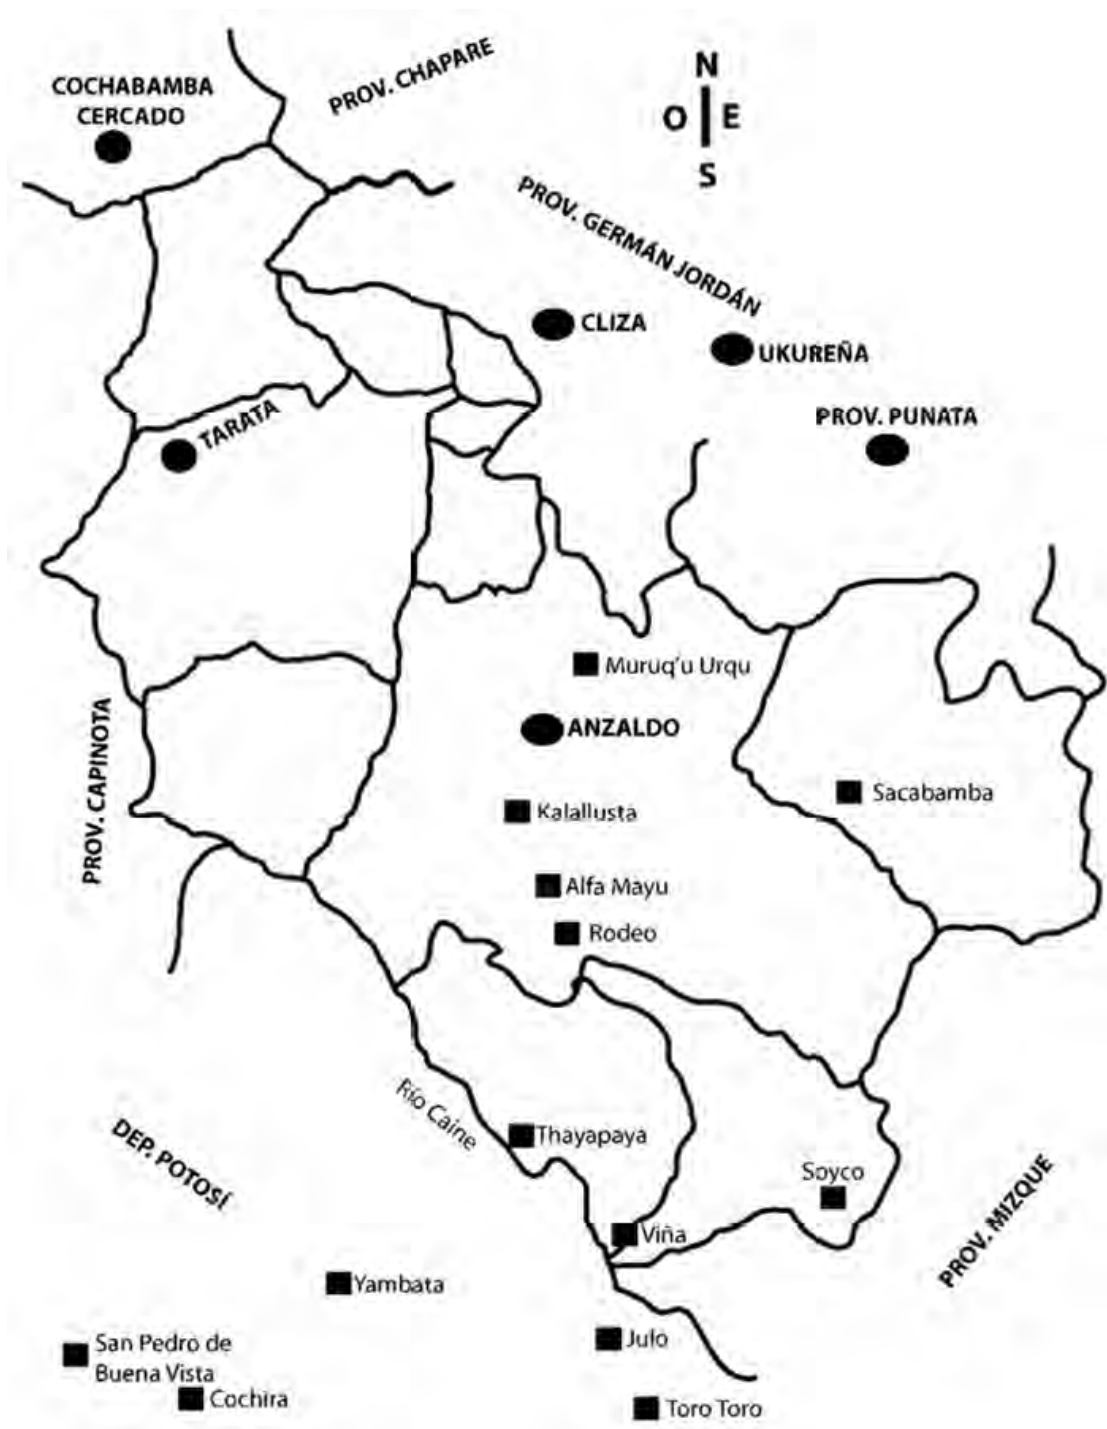 COCHABAMBA
CERCADO
PROV. CHAPARE
N
O E
S
PROV. GERMÁN JORDÁN
CLIZA
UKUREÑA
PROV. PUNATA
TARATA
Muruq'u Urqu
ANZALDO
PROV. CAPINOTA
Sacabamba
Kalallusta
Alfa Mayu
Rodeo
Río Caine
Thayapaya
DEP. POTOSÍ
Soyco
PROV. MIZQUE
Viña
Yambata
Julo
San Pedro de
Buena Vista
Cochira
Toro Toro